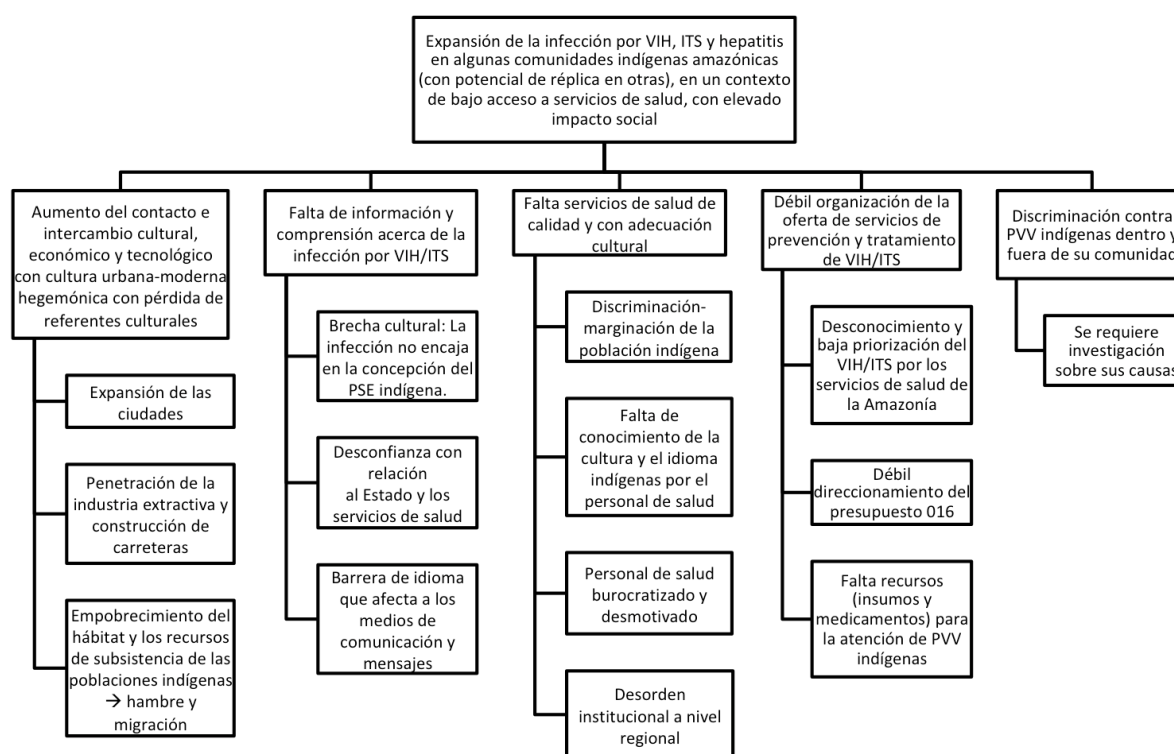 Expansión de la infección por VIH, ITS y hepatitis
en algunas comunidades indígenas amazónicas
(con potencial de réplica en otras), en un contexto
de bajo acceso a servicios de salud, con elevado
impacto social
Aumento del contacto e
intercambio cultural,
económico y tecnológico
con cultura urbana-moderna
hegemónica con pérdida de
referentes culturales
Expansión de las
ciudades
Penetración de la
industria extractiva y
construcción de
carreteras
Empobrecimiento del
hábitat y los recursos
de subsistencia de las
poblaciones indígenas
→ hambre y
migración
Falta de información y
comprensión acerca de la
infección por VIH/ITS
Brecha cultural: La
infección no encaja
en la concepción del
PSE indígena.
Desconfianza con
relación
al Estado y los
servicios de salud
Barrera de idioma
que afecta a los
medios de
comunicación y
mensajes
Falta servicios de salud de
calidad y con adecuación
cultural
Discriminación-
marginación de la
población indígena
Falta de
conocimiento de la
cultura y el idioma
indígenas por el
personal de salud
Personal de salud
burocratizado y
desmotivado
Desorden
institucional a nivel
regional
Débil organización de la
oferta de servicios de
prevención y tratamiento
de VIH/ITS
Desconocimiento y
baja priorización del
VIH/ITS por los
servicios de salud de
la Amazonía
Débil
direccionamiento del
presupuesto 016
Falta recursos
(insumos y
medicamentos) para
la atención de PVV
indígenas
Discriminación contra
PVV indígenas dentro y
fuera de su comunidad
Se requiere
investigación
sobre sus causas